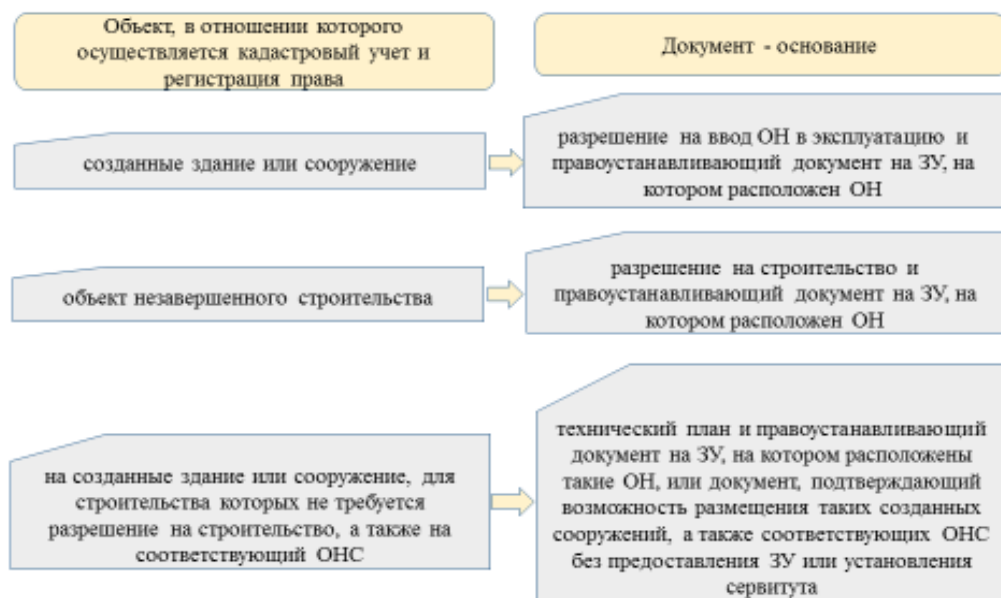 Объект, в отношении которого
осуществляется кадастровый учет и
регистрация права
Документ - основание
созданные здание или сооружение
разрешение на ввод ОН в эксплуатацию и
правоустанавливающий документ на ЗУ, на
котором расположен ОН
объект незавершенного строительства
разрешение на строительство и
правоустанавливающий документ на ЗУ, на
котором расположен ОН
на созданные здание или сооружение, для
строительства которых не требуется
разрешение на строительство, а также на
соответствующий ОНС
технический план и правоустанавливающий
документ на ЗУ, на котором расположены
такие ОН, или документ, подтверждающий
возможность размещения таких созданных
сооружений, а также соответствующих ОНС
без предоставления ЗУ или установления
сервитута